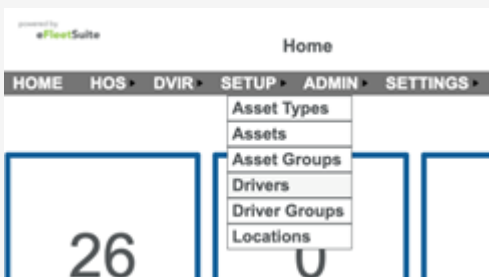 powered by
eFleetSuite
Home
HOME HOS DVIR SETUP ADMIN SETTINGS
Asset Types
Assets
Asset Groups
Drivers
Driver Groups
Locations
26 0